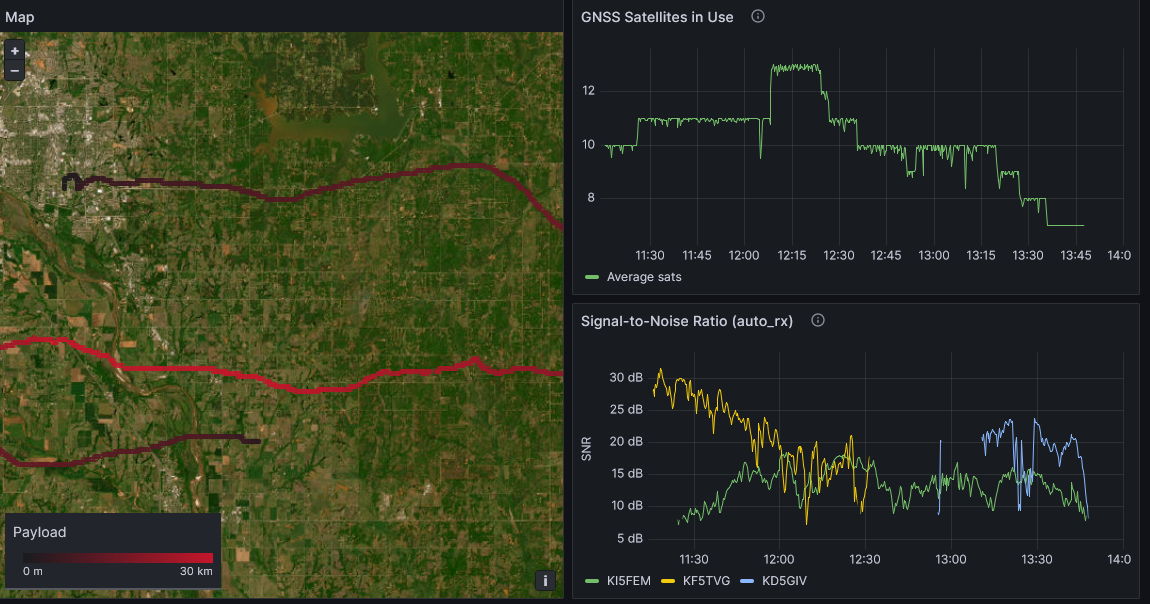 Map
+
−
Payload
0 m 30 km
i
GNSS Satellites in Use
12
10
8
11:30 11:45 12:00 12:15 12:30 12:45 13:00 13:15 13:30 13:45 14:0
Average sats
Signal-to-Noise Ratio (auto_rx)
SNR
30 dB
25 dB
20 dB
15 dB
10 dB
5 dB
11:30 12:00 12:30 13:00 13:30 14:0
KI5FEM KF5TVG KD5GIV